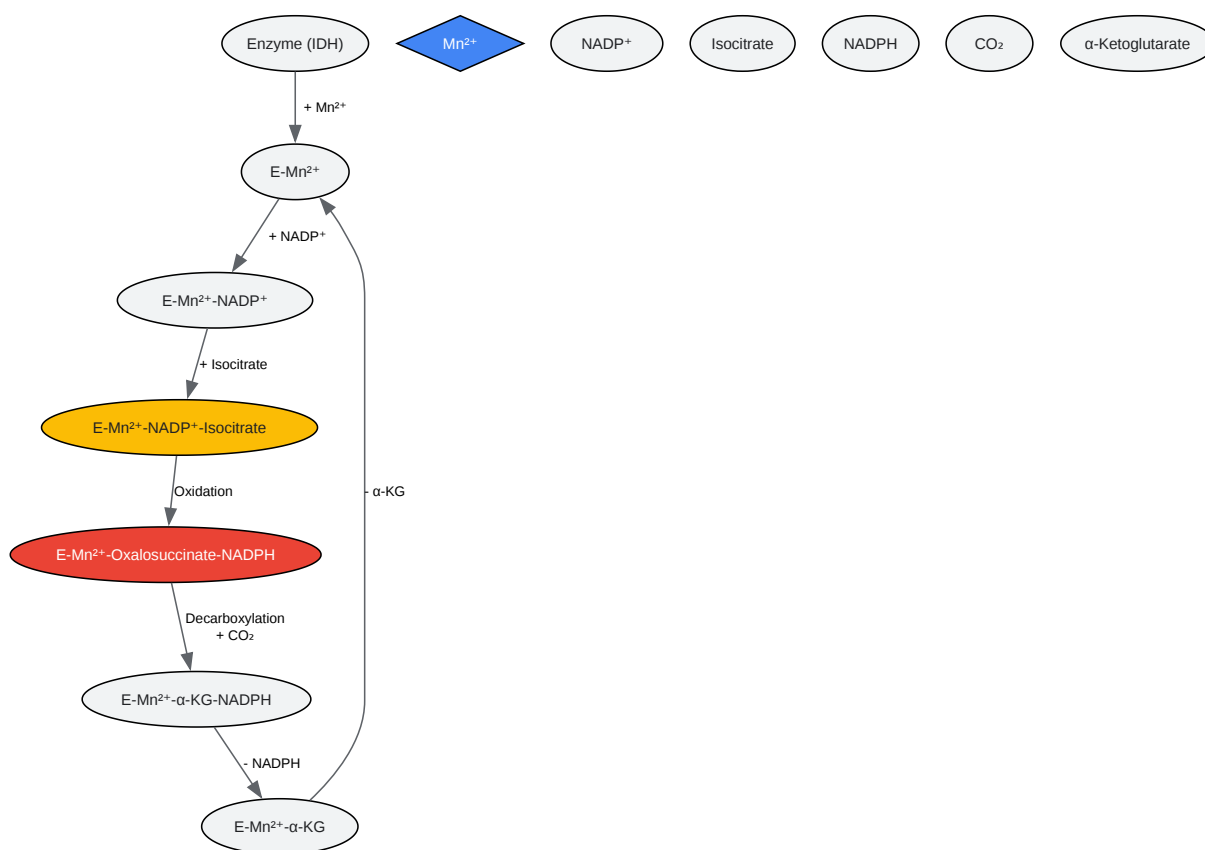 Enzyme (IDH)
Mn²⁺
NADP⁺
Isocitrate
NADPH
CO₂
α-Ketoglutarate
+ Mn²⁺
E-Mn²⁺
+ NADP⁺
E-Mn²⁺-NADP⁺
+ Isocitrate
E-Mn²⁺-NADP⁺-Isocitrate
Oxidation
- α-KG
E-Mn²⁺-Oxalosuccinate-NADPH
Decarboxylation
+ CO₂
E-Mn²⁺-α-KG-NADPH
- NADPH
E-Mn²⁺-α-KG